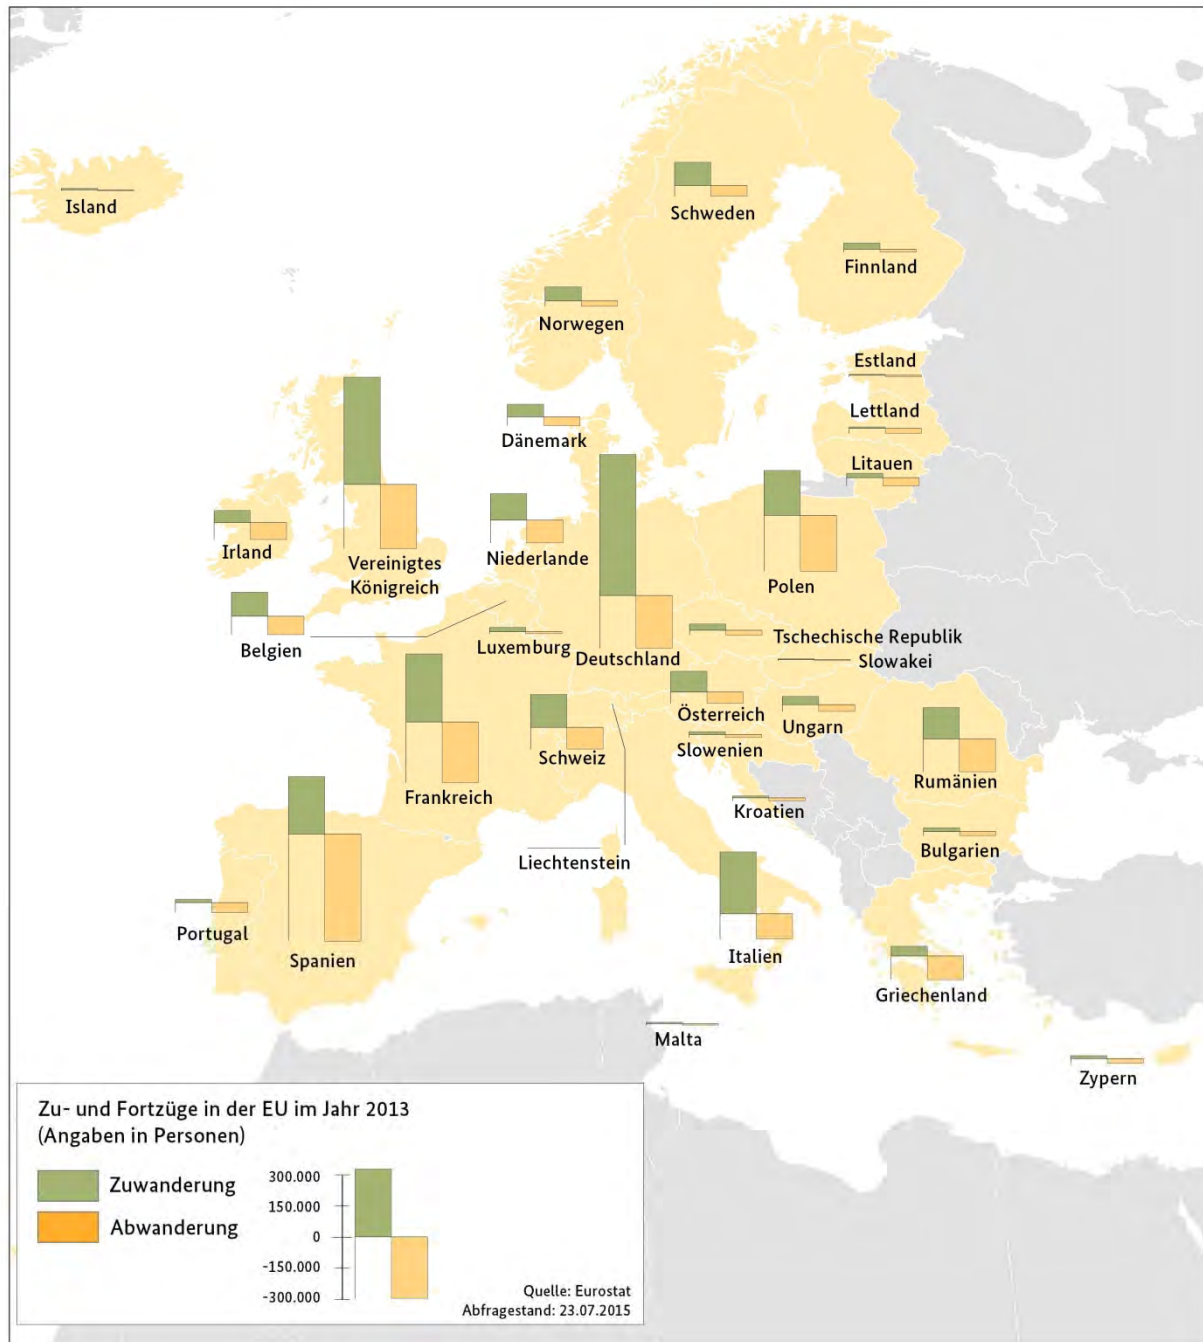 Island
Schweden
Finnland
Norwegen
Estland
Lettland
Dänemark
Litauen
Irland
Vereinigtes
Königreich
Niederlande
Polen
Belgien
Luxemburg
Deutschland
Tschechische Republik
Slowakei
Österreich
Ungarn
Schweiz
Slowenien
Frankreich
Rumänien
Kroatien
Bulgarien
Liechtenstein
Portugal
Spanien
Italien
Griechenland
Malta
Zypern
Zu- und Fortzüge in der EU im Jahr 2013
(Angaben in Personen)
Zuwanderung
Abwanderung
300.000
150.000
0
-150.000
-300.000
Quelle: Eurostat
Abfragestand: 23.07.2015